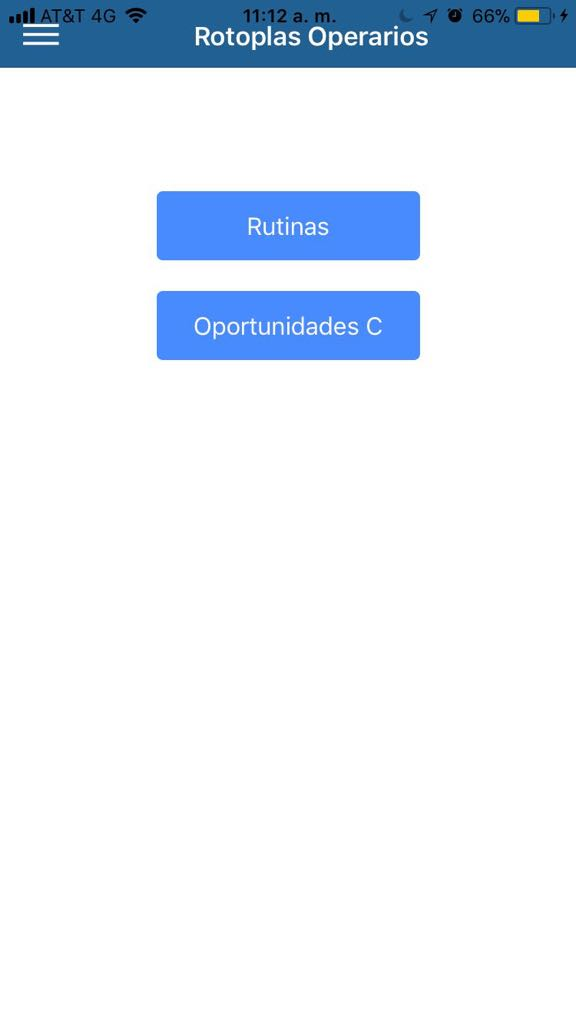 AT&T 4G 11:12 a. m. 66%
Rotoplas Operarios
Rutinas
Oportunidades C